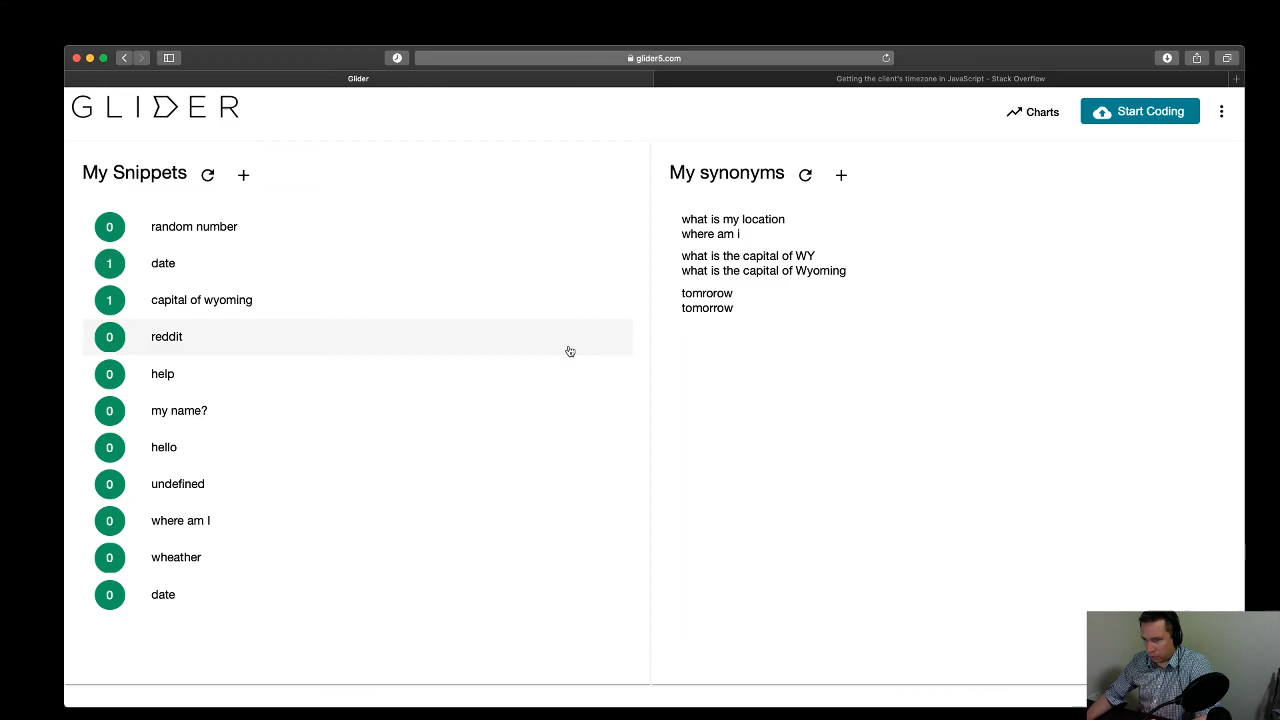 glider5.com
Glider
Getting the client's timezone in JavaScript - Stack Overflow
GLIDER
Charts
Start Coding
My Snippets
0 random number
1 date
1 capital of wyoming
0 reddit
0 help
0 my name?
0 hello
0 undefined
0 where am I
0 wheather
0 date
My synonyms
what is my location
where am i
what is the capital of WY
what is the capital of Wyoming
tomrorow
tomorrow